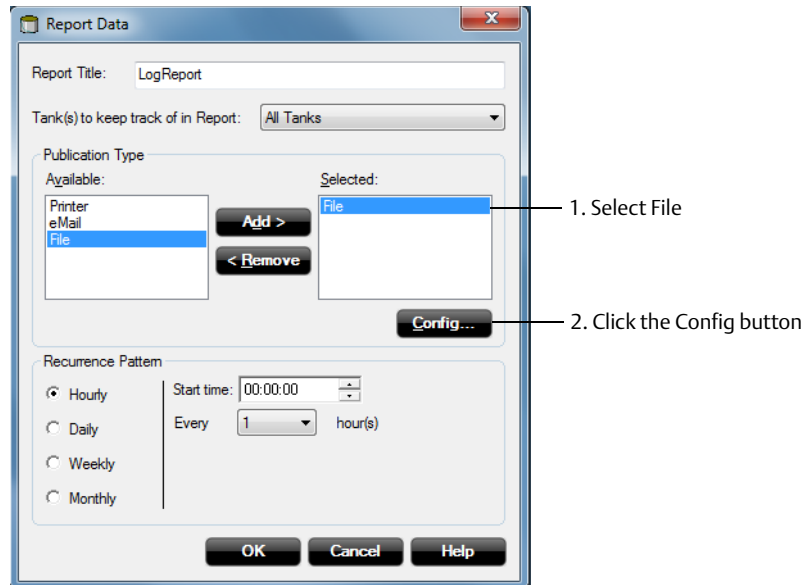 Report Data
x
Report Title: LogReport
Tank(s) to keep track of in Report: All Tanks
Publication Type
Available: Selected:
Printer
eMail
File
Add >
< Remove
File
1. Select File
Config...
2. Click the Config button
Recurrence Pattern
Hourly
Daily
Weekly
Monthly
Start time: 00:00:00
Every 1 hour(s)
OK Cancel Help